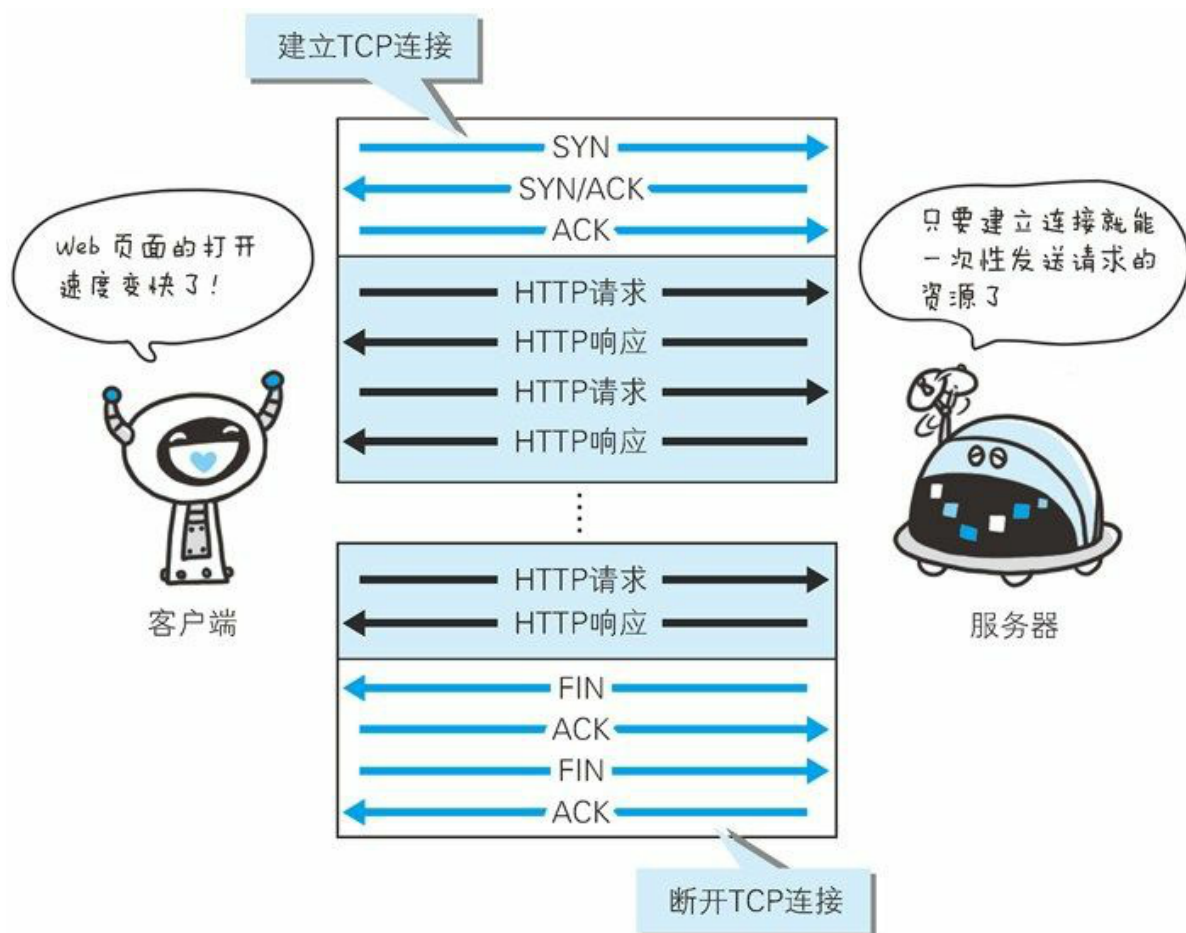 建立TCP连接
SYN
SYN/ACK
ACK
Web 页面的打开
速度变快了!
只要建立连接就能
一次性发送请求的
资源了
HTTP请求
HTTP响应
HTTP请求
HTTP响应
HTTP请求
HTTP响应
客户端
服务器
FIN
ACK
FIN
ACK
断开TCP连接